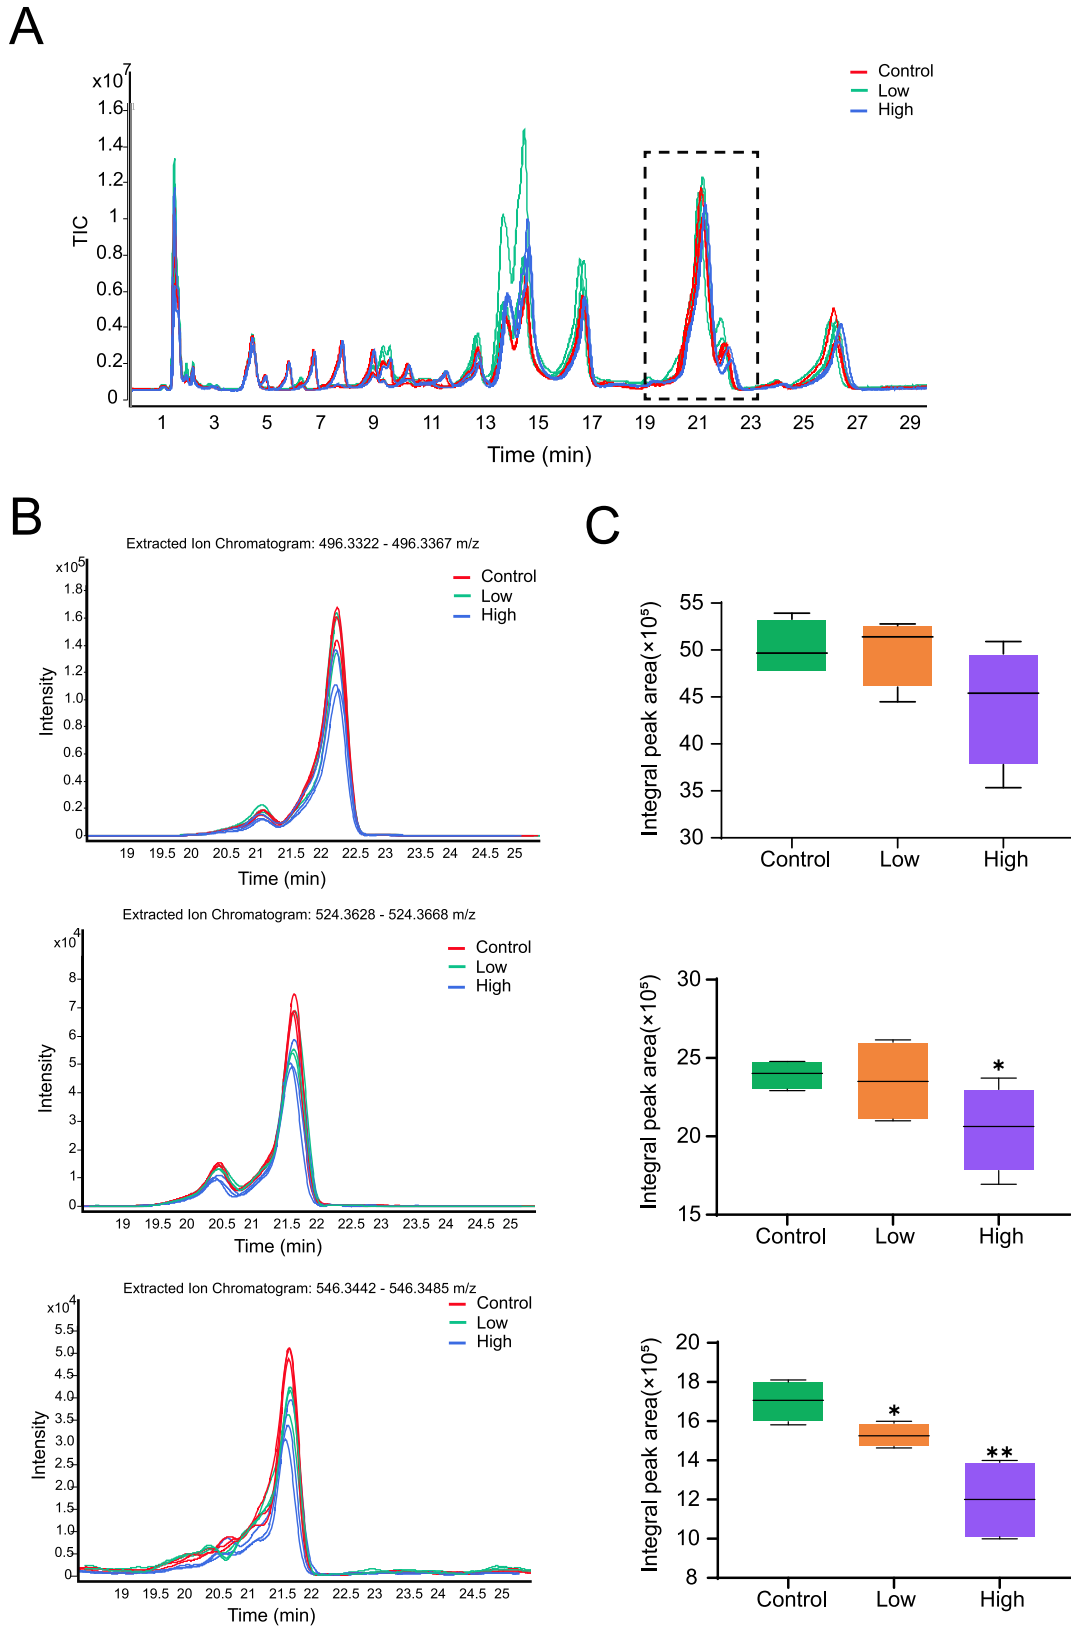 A
x10⁷
Control
Low
High
1.6
1.4
1.2
1
0.8
0.6
0.4
0.2
0
TIC
1 3 5 7 9 11 13 15 17 19 21 23 25 27 29
Time (min)
B
Extracted Ion Chromatogram: 496.3322 - 496.3367 m/z
x10⁵
Control
Low
High
1.8
1.6
1.4
1.2
1
0.8
0.6
0.4
0.2
0
Intensity
19 19.5 20 20.5 21 21.5 22 22.5 23 23.5 24 24.5 25
Time (min)
Extracted Ion Chromatogram: 524.3628 - 524.3668 m/z
x10⁴
Control
Low
High
8
7
6
5
4
3
2
1
0
Intensity
19 19.5 20 20.5 21 21.5 22 22.5 23 23.5 24 24.5 25
Time (min)
Extracted Ion Chromatogram: 546.3442 - 546.3485 m/z
x10⁴
Control
Low
High
5.5
5.0
4.5
4.0
3.5
3.0
2.5
2.0
1.5
1.0
0.5
0
Intensity
19 19.5 20 20.5 21 21.5 22 22.5 23 23.5 24 24.5 25
Time (min)
C
Integral peak area(×10⁵)
55
50
45
40
35
30
Control Low High
Integral peak area(×10⁵)
30
25
20
15
*
Control Low High
Integral peak area(×10⁵)
20
18
16
14
12
10
8
*
**
Control Low High